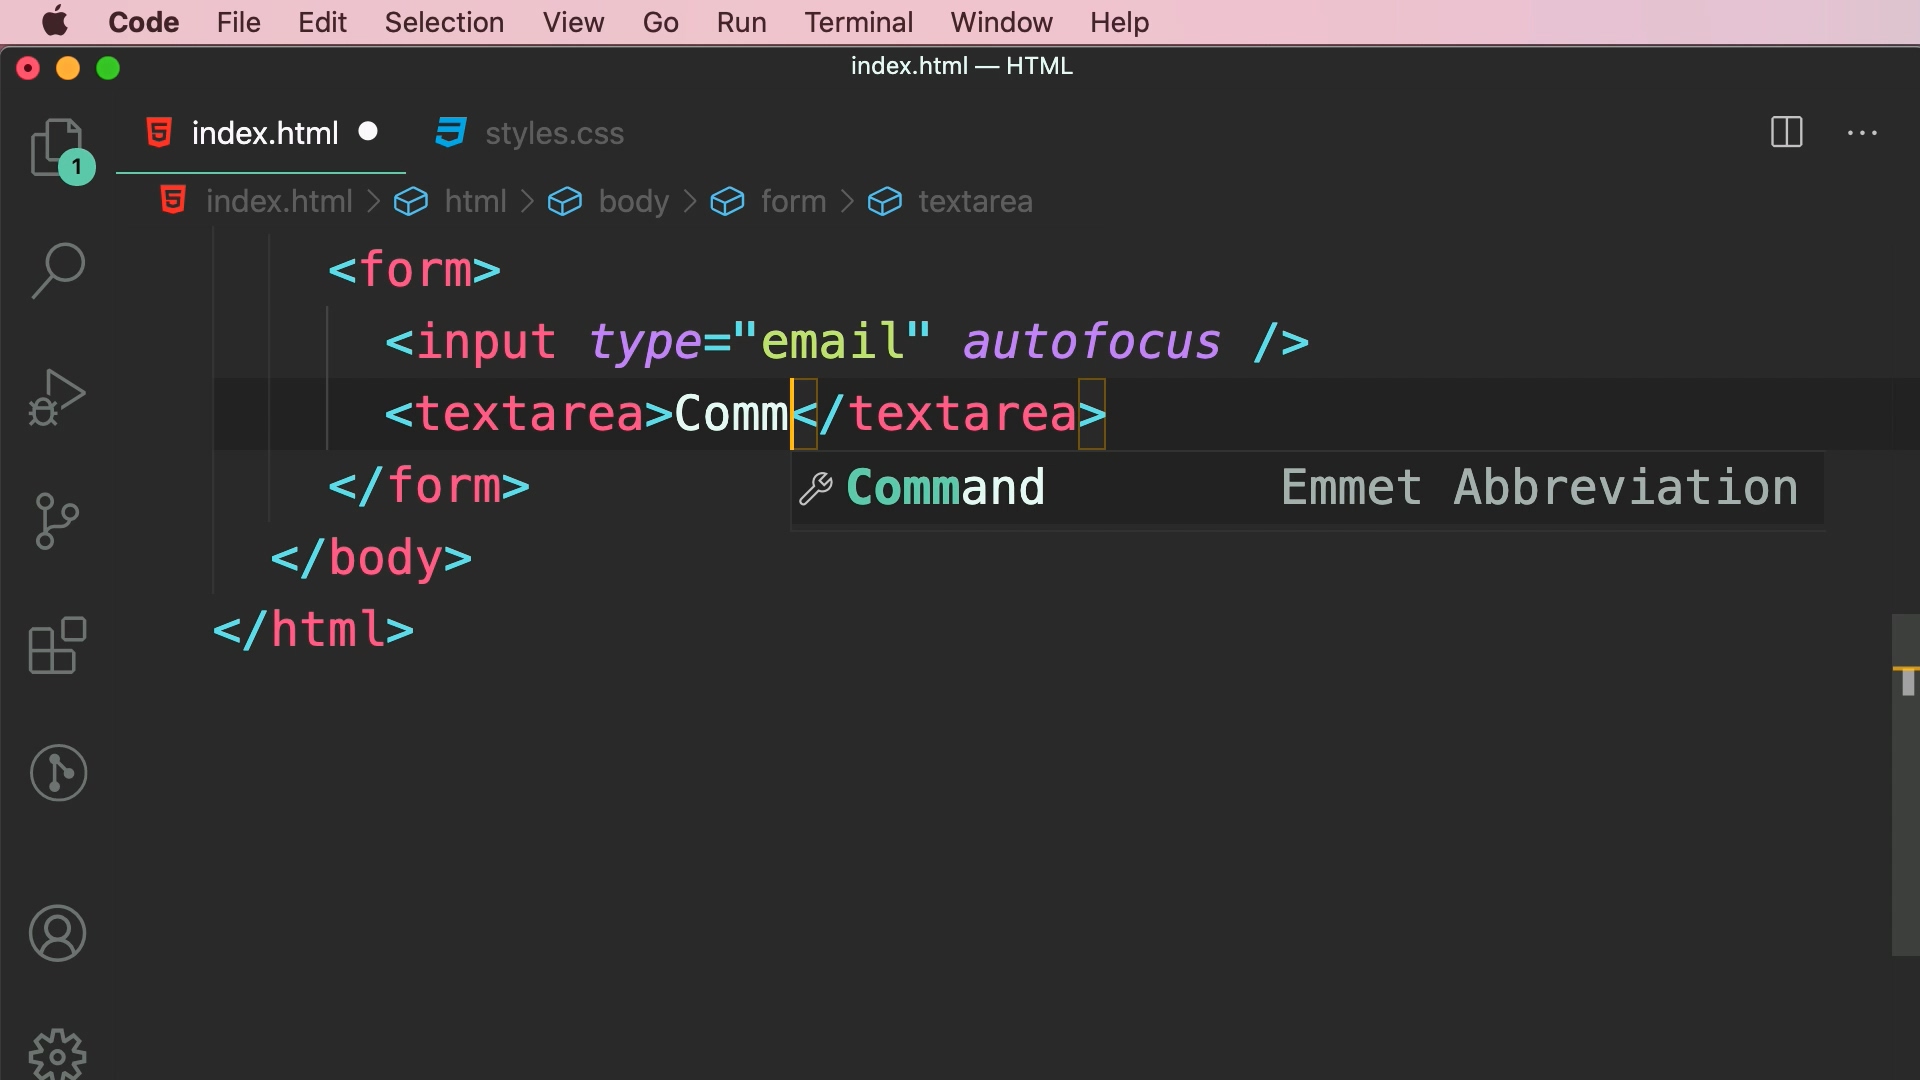 Code File Edit Selection View Go Run Terminal Window Help
index.html — HTML
index.html styles.css
1
index.html > html > body > form > textarea
<form>
<input type="email" autofocus />
<textarea>Comm</textarea>
Command Emmet Abbreviation
</form>
</body>
</html>